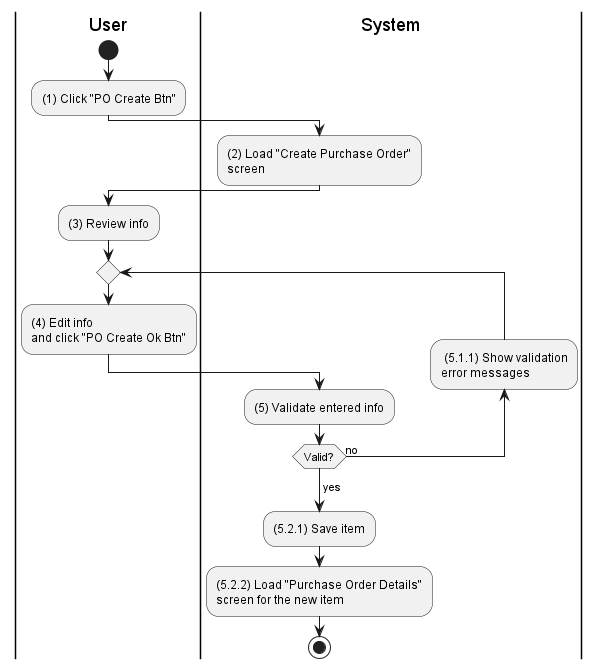 User
System
(1) Click "PO Create Btn"
(2) Load "Create Purchase Order"
screen
(3) Review info
(4) Edit info
and click "PO Create Ok Btn"
(5.1.1) Show validation
error messages
(5) Validate entered info
Valid?
no
yes
(5.2.1) Save item
(5.2.2) Load "Purchase Order Details"
screen for the new item